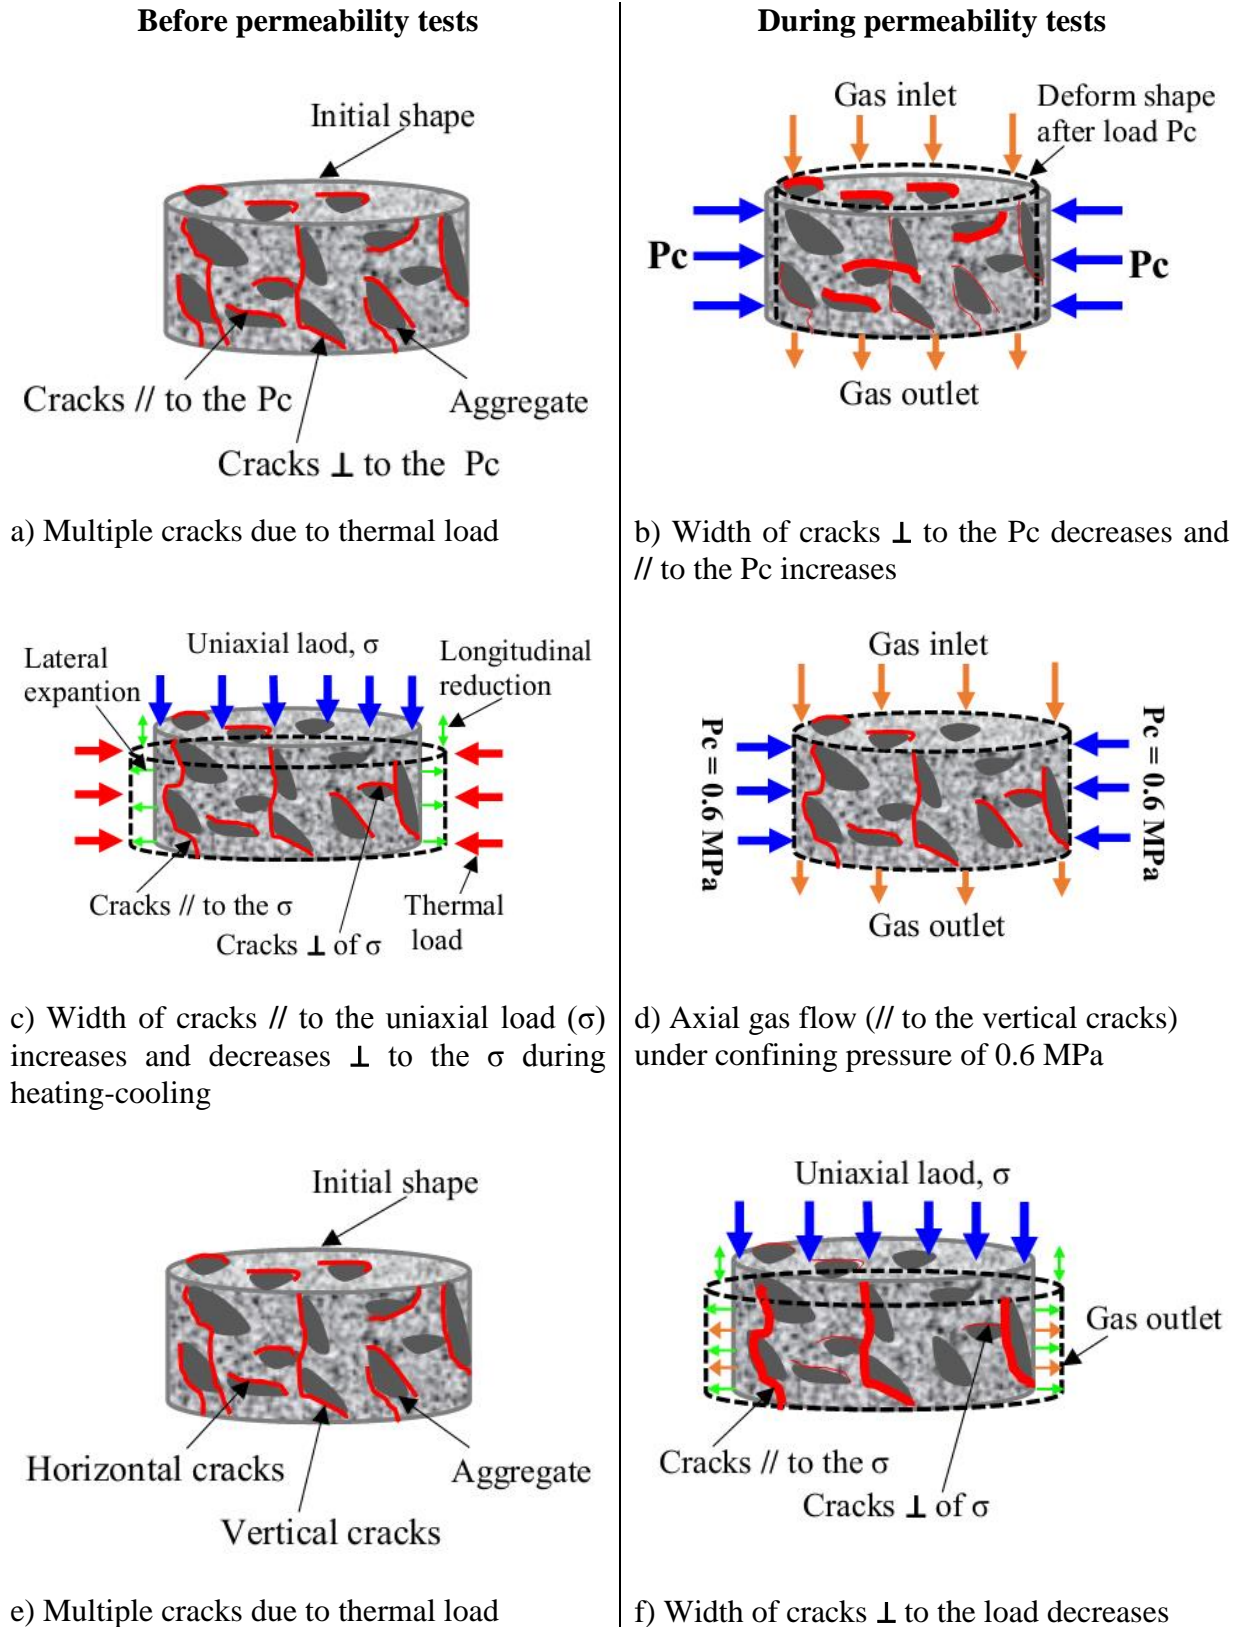 Before permeability tests
During permeability tests
Initial shape
Cracks // to the Pc
Aggregate
Cracks ⊥ to the Pc
a) Multiple cracks due to thermal load
Gas inlet
Deform shape
after load Pc
Pc
Pc
Gas outlet
b) Width of cracks ⊥ to the Pc decreases and
// to the Pc increases
Uniaxial laod, σ
Lateral
expantion
Longitudinal
reduction
Cracks // to the σ
Cracks ⊥ of σ
Thermal
load
c) Width of cracks // to the uniaxial load (σ)
increases and decreases ⊥ to the σ during
heating-cooling
Gas inlet
Pc = 0.6 MPa
Pc = 0.6 MPa
Gas outlet
d) Axial gas flow (// to the vertical cracks)
under confining pressure of 0.6 MPa
Initial shape
Horizontal cracks
Aggregate
Vertical cracks
e) Multiple cracks due to thermal load
Uniaxial laod, σ
Gas outlet
Cracks // to the σ
Cracks ⊥ of σ
f) Width of cracks ⊥ to the load decreases